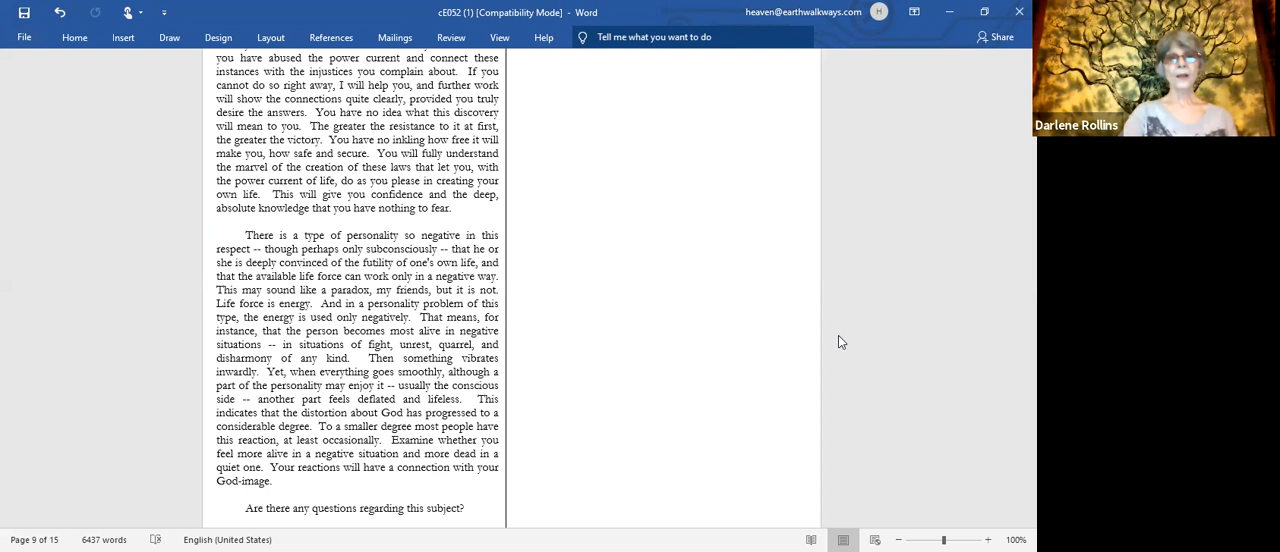 cE052 (1) [Compatibility Mode] - Word
heaven@earthwalkways.com
H
File
Home
Insert
Draw
Design
Layout
References
Mailings
Review
View
Help
Tell me what you want to do
Share
you have abused the power current and connect these
instances with the injustices you complain about. If you
cannot do so right away, I will help you, and further work
will show the connections quite clearly, provided you truly
desire the answers. You have no idea what this discovery
will mean to you. The greater the resistance to it at first,
the greater the victory. You have no inkling how free it will
make you, how safe and secure. You will fully understand
the marvel of the creation of these laws that let you, with
the power current of life, do as you please in creating your
own life. This will give you confidence and the deep,
absolute knowledge that you have nothing to fear.
There is a type of personality so negative in this
respect -- though perhaps only subconsciously -- that he or
she is deeply convinced of the futility of one's own life, and
that the available life force can work only in a negative way.
This may sound like a paradox, my friends, but it is not.
Life force is energy. And in a personality problem of this
type, the energy is used only negatively. That means, for
instance, that the person becomes most alive in negative
situations -- in situations of fight, unrest, quarrel, and
disharmony of any kind. Then something vibrates
inwardly. Yet, when everything goes smoothly, although a
part of the personality may enjoy it -- usually the conscious
side -- another part feels deflated and lifeless. This
indicates that the distortion about God has progressed to a
considerable degree. To a smaller degree most people have
this reaction, at least occasionally. Examine whether you
feel more alive in a negative situation and more dead in a
quiet one. Your reactions will have a connection with your
God-image.
Are there any questions regarding this subject?
Darlene Rollins
Page 9 of 15
6437 words
English (United States)
100%